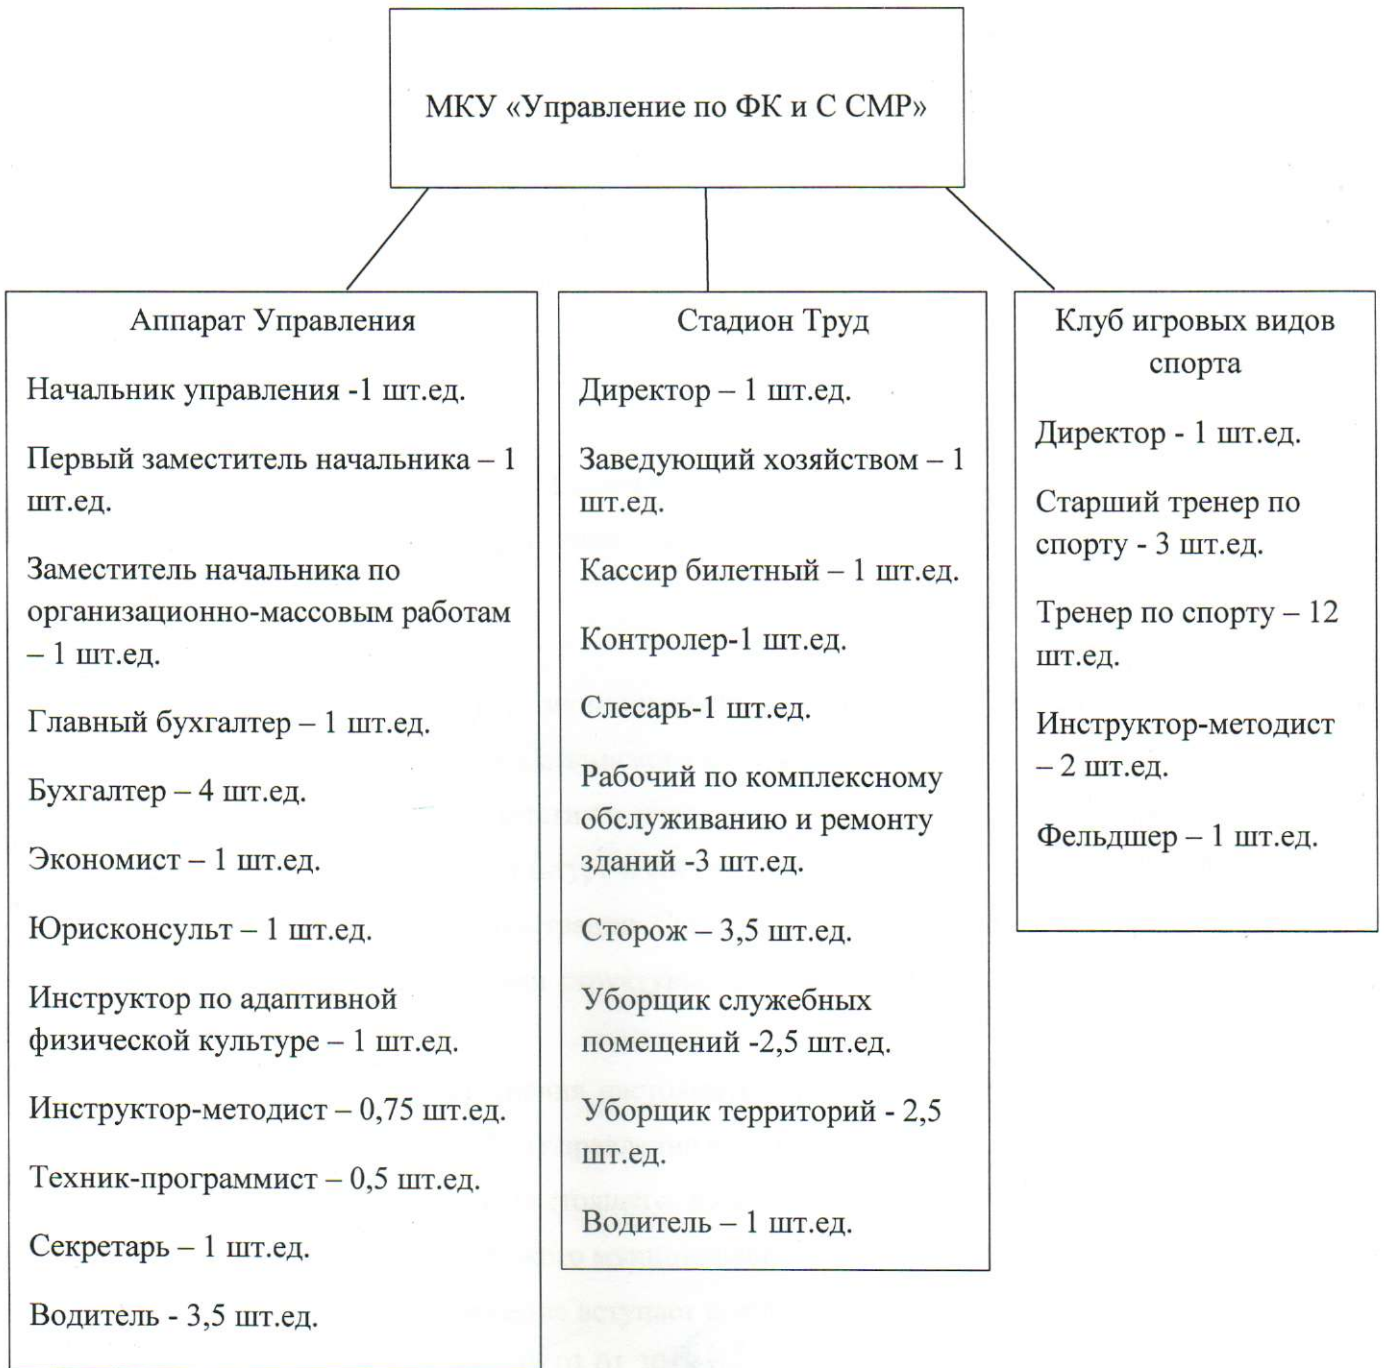 МКУ «Управление по ФК и С СМР»
Аппарат Управления
Начальник управления -1 шт.ед.
Первый заместитель начальника – 1
шт.ед.
Заместитель начальника по
организационно-массовым работам
– 1 шт.ед.
Главный бухгалтер – 1 шт.ед.
Бухгалтер – 4 шт.ед.
Экономист – 1 шт.ед.
Юрисконсульт – 1 шт.ед.
Инструктор по адаптивной
физической культуре – 1 шт.ед.
Инструктор-методист – 0,75 шт.ед.
Техник-программист – 0,5 шт.ед.
Секретарь – 1 шт.ед.
Водитель - 3,5 шт.ед.
Стадион Труд
Директор – 1 шт.ед.
Заведующий хозяйством – 1
шт.ед.
Кассир билетный – 1 шт.ед.
Контролер-1 шт.ед.
Слесарь-1 шт.ед.
Рабочий по комплексному
обслуживанию и ремонту
зданий -3 шт.ед.
Сторож – 3,5 шт.ед.
Уборщик служебных
помещений -2,5 шт.ед.
Уборщик территорий - 2,5
шт.ед.
Водитель – 1 шт.ед.
Клуб игровых видов
спорта
Директор - 1 шт.ед.
Старший тренер по
спорту - 3 шт.ед.
Тренер по спорту – 12
шт.ед.
Инструктор-методист
– 2 шт.ед.
Фельдшер – 1 шт.ед.